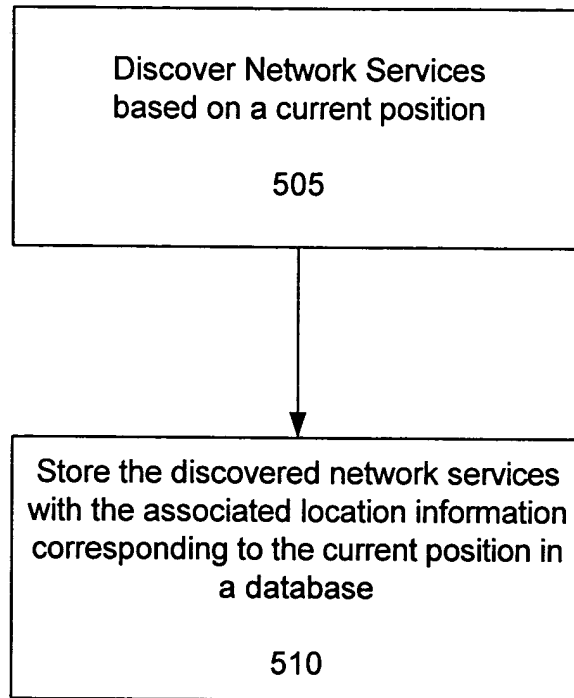 Discover Network Services
based on a current position
505
Store the discovered network services
with the associated location information
corresponding to the current position in
a database
510